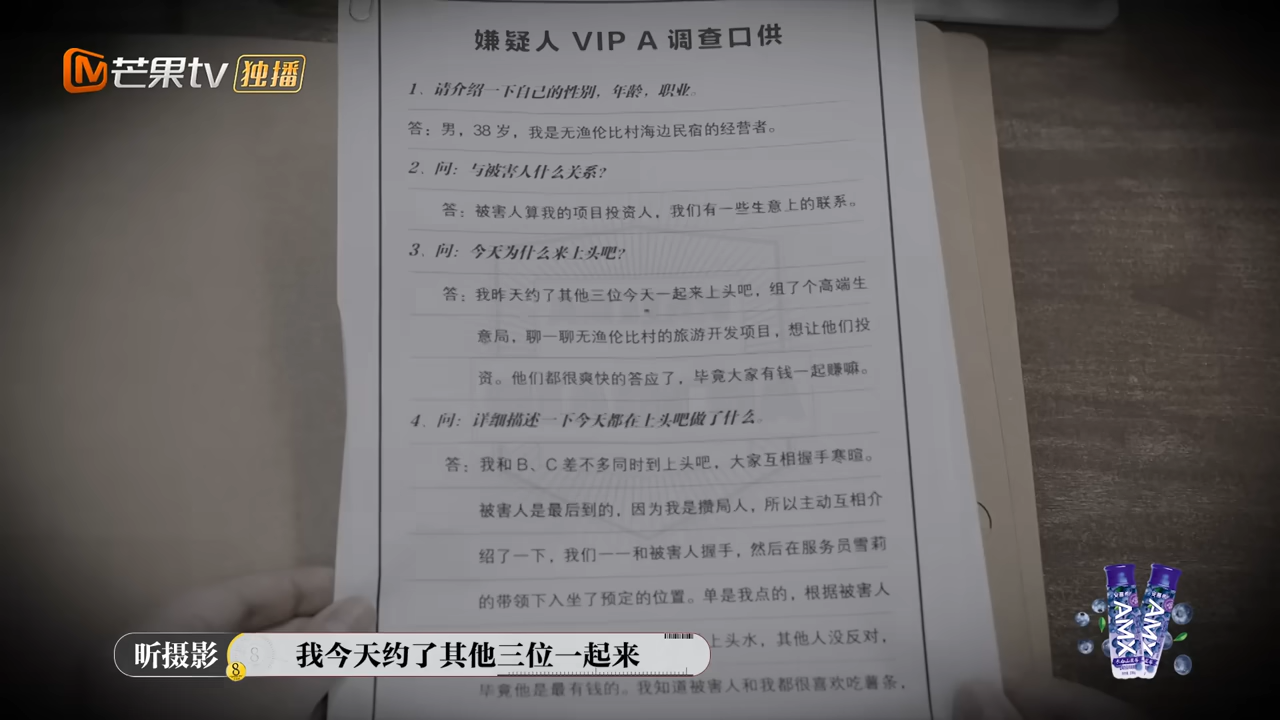 芒果tv 独播
嫌疑人 VIP A 调查口供
1、请介绍一下自己的性别，年龄，职业。
答：男，38 岁，我是无渔伦比村海边民宿的经营者。
2、问：与被害人什么关系？
答：被害人算我的项目投资人，我们有一些生意上的联系。
3、问：今天为什么来上头吧？
答：我昨天约了其他三位今天一起来上头吧，组了个高端生
意局，聊一聊无渔伦比村的旅游开发项目，想让他们投
资。他们都很爽快的答应了，毕竟大家有钱一起赚嘛。
4、问：详细描述一下今天都在上头吧做了什么。
答：我和 B、C 差不多同时到上头吧，大家互相握手寒暄。
被害人是最后到的，因为我是攒局人，所以主动互相介
绍了一下，我们一一和被害人握手，然后在服务员雪莉
的带领下入坐了预定的位置。单是我点的，根据被害人
上头水，其他人没反对，
毕竟他是最有钱的。我知道被害人和我都很喜欢吃薯条，
昕摄影 8 我今天约了其他三位一起来
AMX AMX